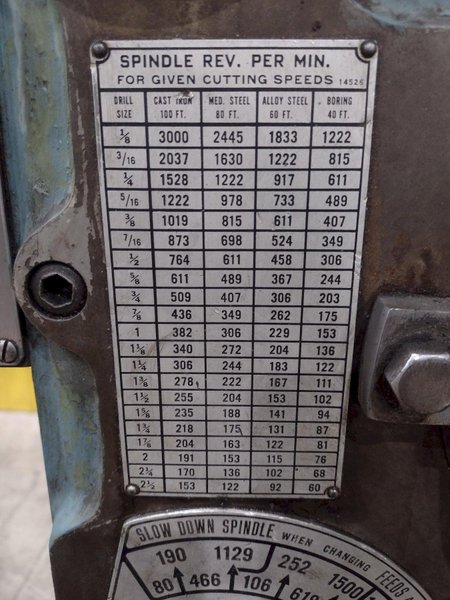 SPINDLE REV. PER MIN.
FOR GIVEN CUTTING SPEEDS 14526
DRILL SIZE CAST IRON 100 FT. MED. STEEL 80 FT. ALLOY STEEL 60 FT. BORING 40 FT.
1/8 3000 2445 1833 1222
3/16 2037 1630 1222 815
1/4 1528 1222 917 611
5/16 1222 978 733 489
3/8 1019 815 611 407
7/16 873 698 524 349
1/2 764 611 458 306
5/8 611 489 367 244
3/4 509 407 306 203
7/8 436 349 262 175
1 382 306 229 153
1 1/8 340 272 204 136
1 1/4 306 244 183 122
1 3/8 278 222 167 111
1 1/2 255 204 153 102
1 5/8 235 188 141 94
1 3/4 218 175 131 87
1 7/8 204 163 122 81
2 191 153 115 76
2 1/4 170 136 102 68
2 1/2 153 122 92 60
SLOW DOWN SPINDLE WHEN CHANGING FEEDS
190 1129 252 1500
80 466 106